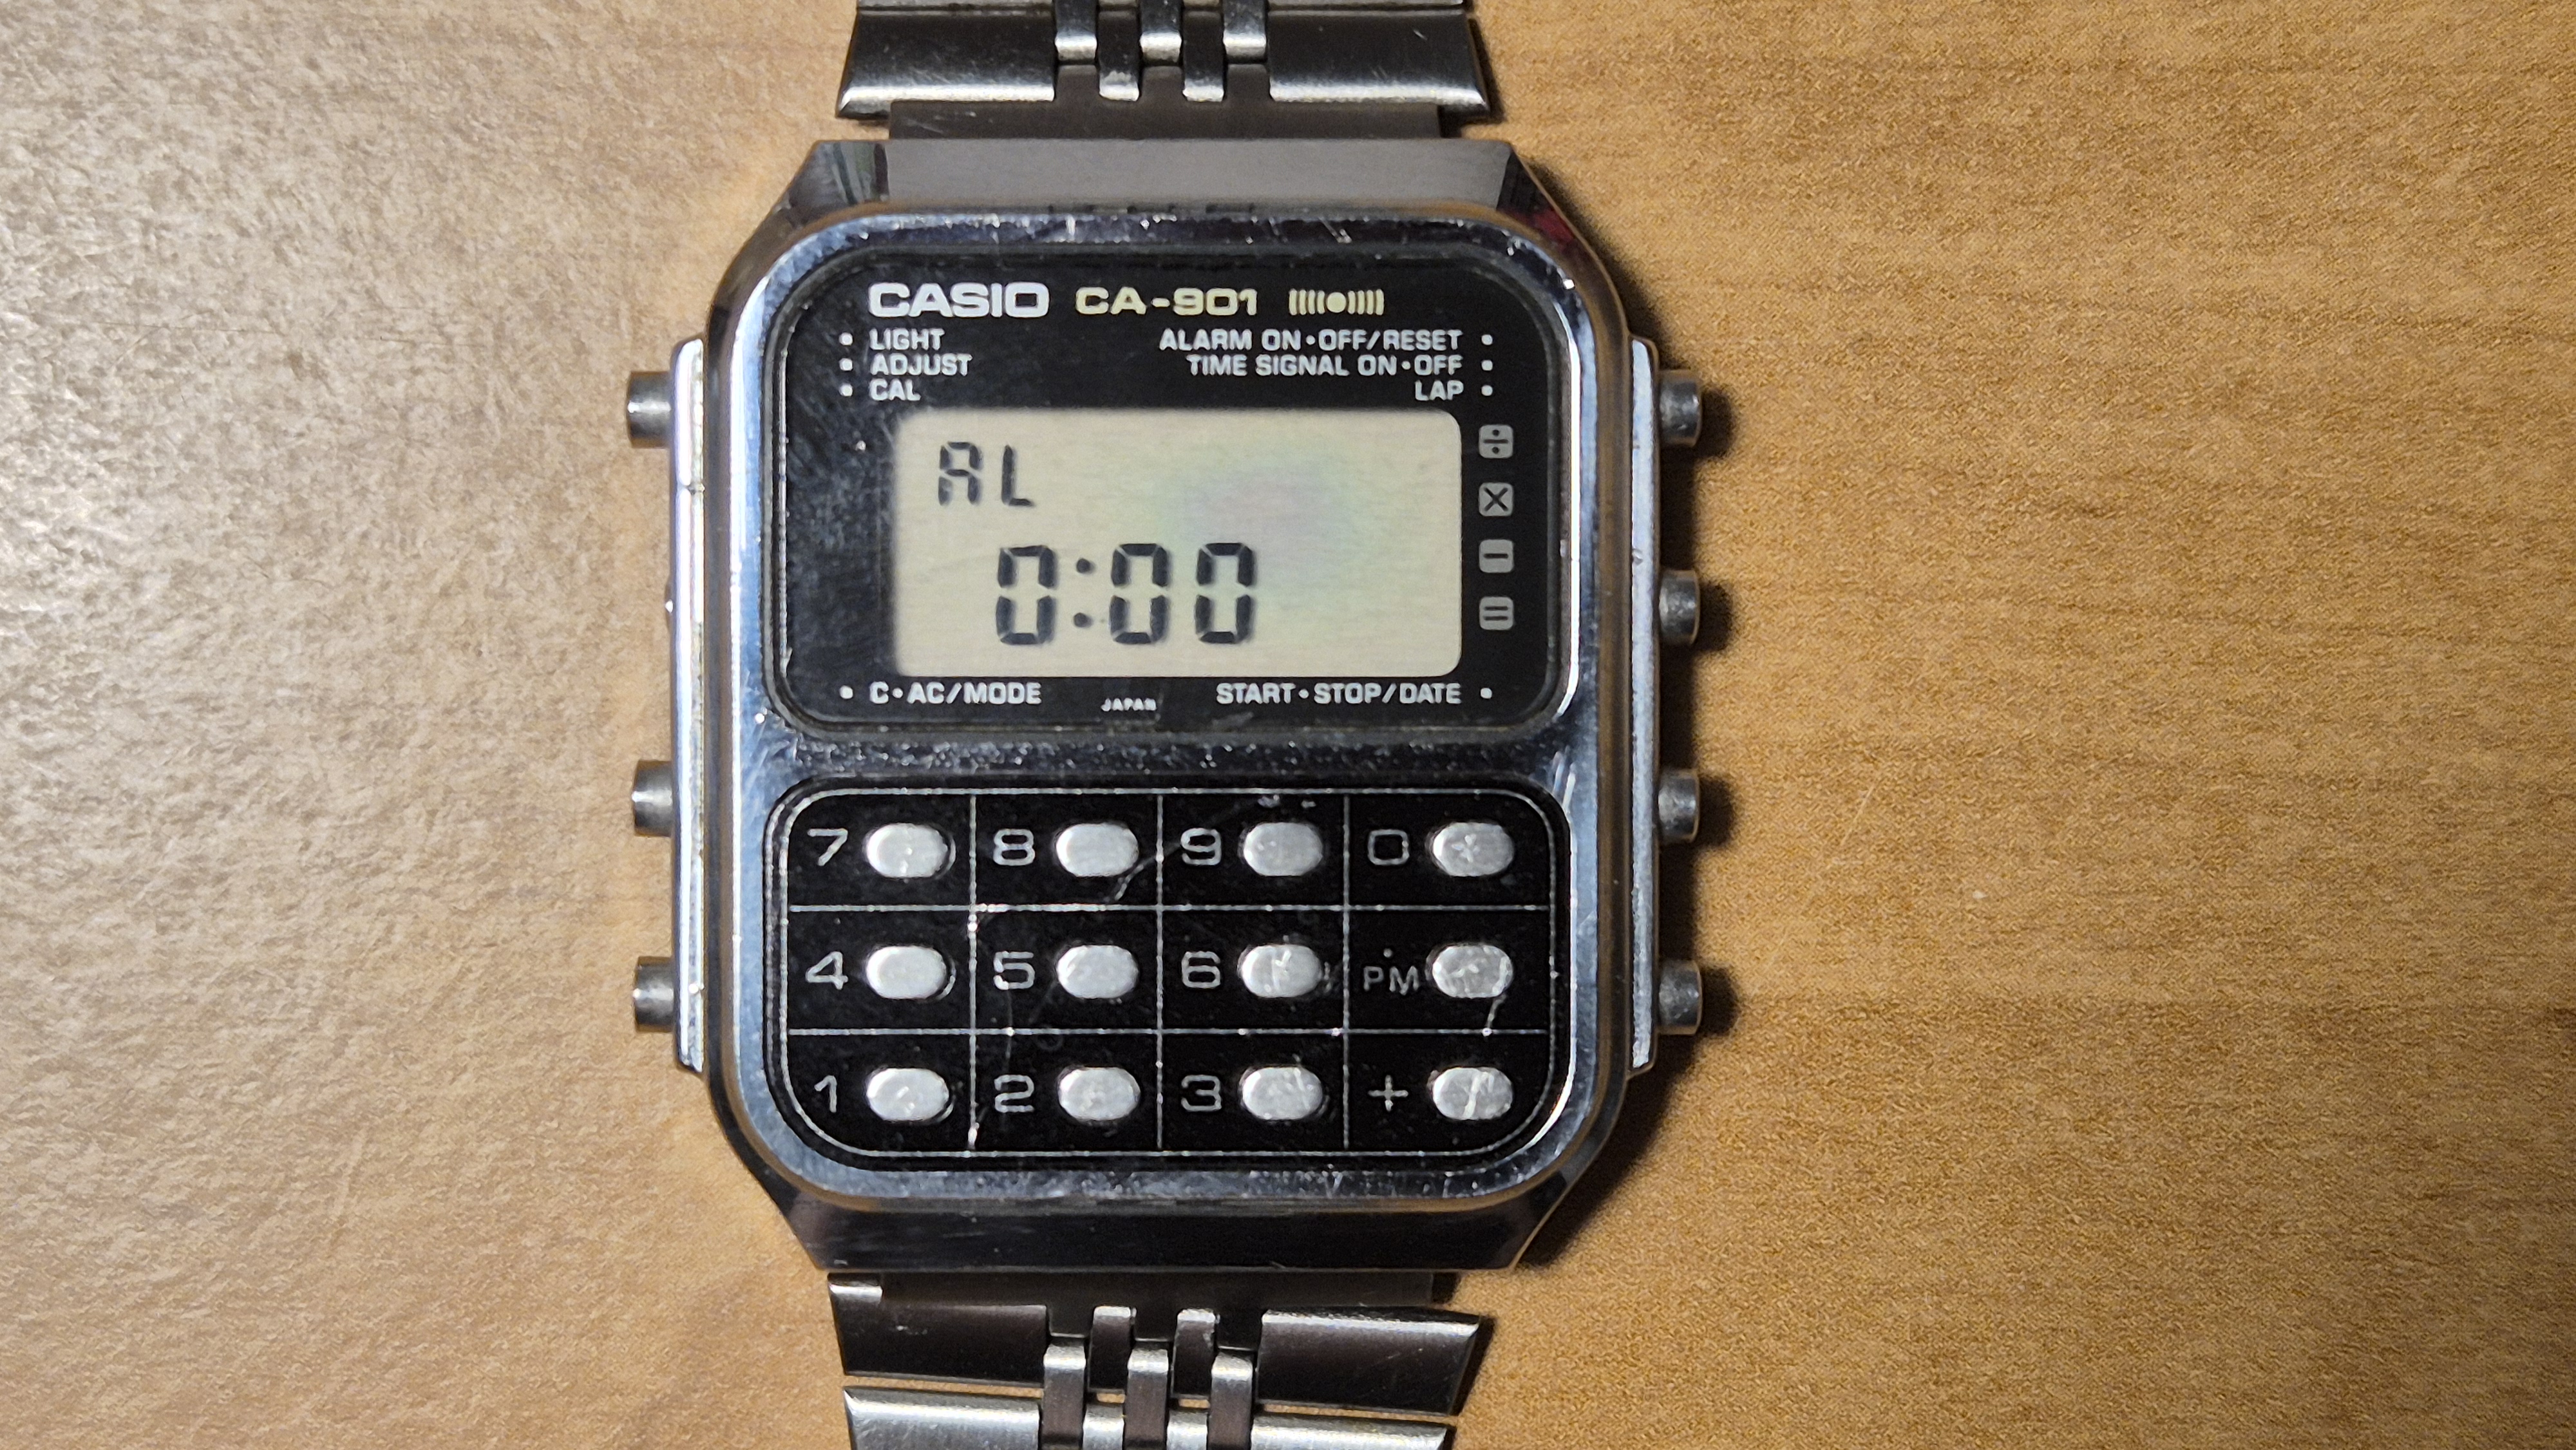 CASIO CA-901
• LIGHT ALARM ON•OFF/RESET •
• ADJUST TIME SIGNAL ON•OFF •
• CAL LAP •
÷
AL
×
−
0:00
=
• C•AC/MODE JAPAN START•STOP/DATE •
7 8 9 0
4 5 6 . PM
1 2 3 +